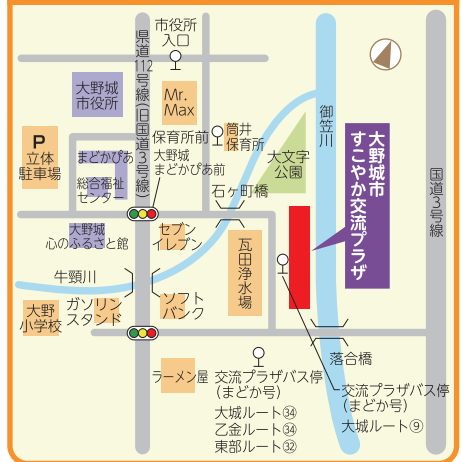 市役所
入口
県道112号線(旧国道3号線)
大野城
市役所
Mr.
Max
御笠川
国道3号線
大野城市
すこやか交流プラザ
P
立体
駐車場
まどかぴあ
総合福祉
センター
保育所前
筒井
保育所
大野城
まどかぴあ前
大文字
公園
石ヶ町橋
大野城
心のふるさと館
セブン
イレブン
瓦田浄水場
牛頸川
大野
小学校
ガソリン
スタンド
ソフト
バンク
落合橋
ラーメン屋
交流プラザバス停
(まどか号)
大城ルート㉞
乙金ルート㉞
東部ルート㉜
交流プラザバス停
(まどか号)
大城ルート⑨